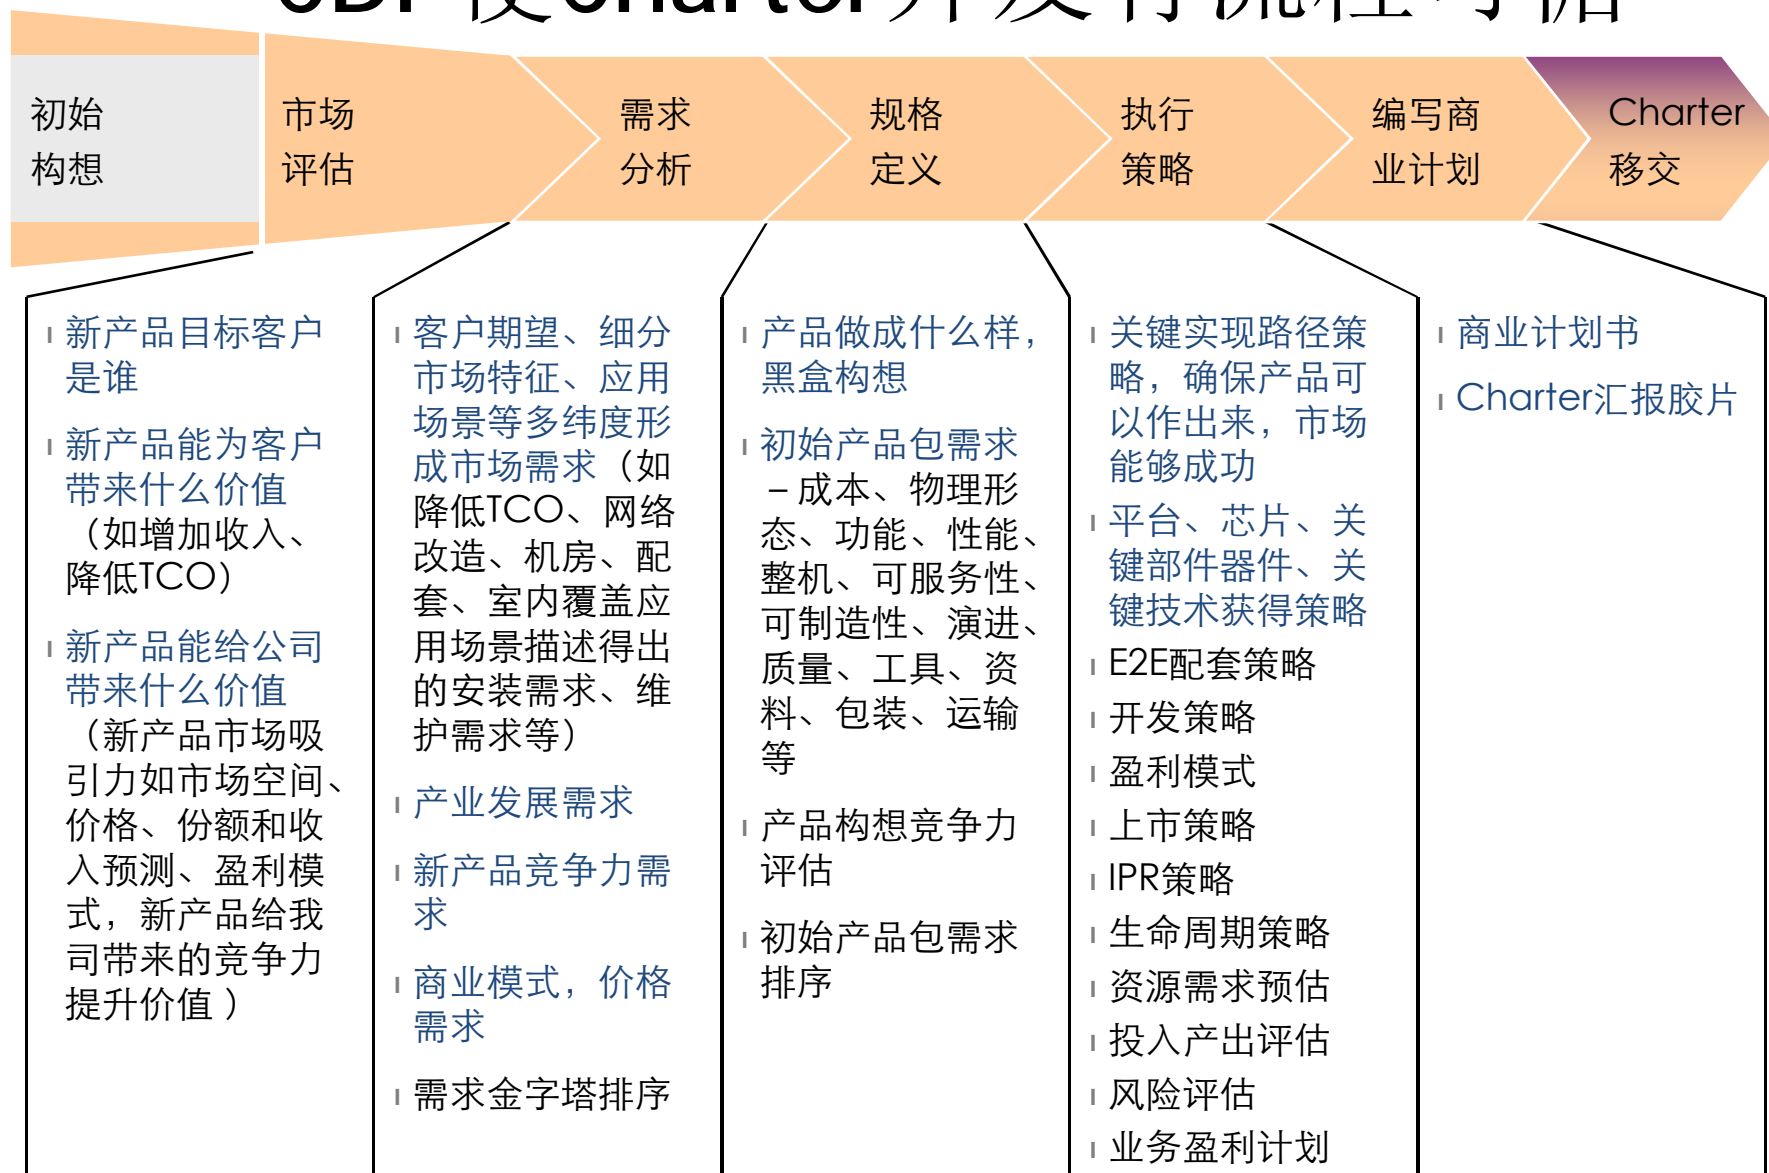 初始
构想
市场
评估
需求
分析
规格
定义
执行
策略
编写商
业计划
Charter
移交
新产品目标客户
是谁
新产品能为客户
带来什么价值
（如增加收入、
降低TCO）
新产品能给公司
带来什么价值
（新产品市场吸
引力如市场空间、
价格、份额和收
入预测、盈利模
式，新产品给我
司带来的竞争力
提升价值 ）
客户期望、细分
市场特征、应用
场景等多纬度形
成市场需求（如
降低TCO、网络
改造、机房、配
套、室内覆盖应
用场景描述得出
的安装需求、维
护需求等）
产业发展需求
新产品竞争力需
求
商业模式，价格
需求
需求金字塔排序
产品做成什么样，
黑盒构想
初始产品包需求
－成本、物理形
态、功能、性能、
整机、可服务性、
可制造性、演进、
质量、工具、资
料、包装、运输
等
产品构想竞争力
评估
初始产品包需求
排序
关键实现路径策
略，确保产品可
以作出来，市场
能够成功
平台、芯片、关
键部件器件、关
键技术获得策略
E2E配套策略
开发策略
盈利模式
上市策略
IPR策略
生命周期策略
资源需求预估
投入产出评估
风险评估
业务盈利计划
商业计划书
Charter汇报胶片